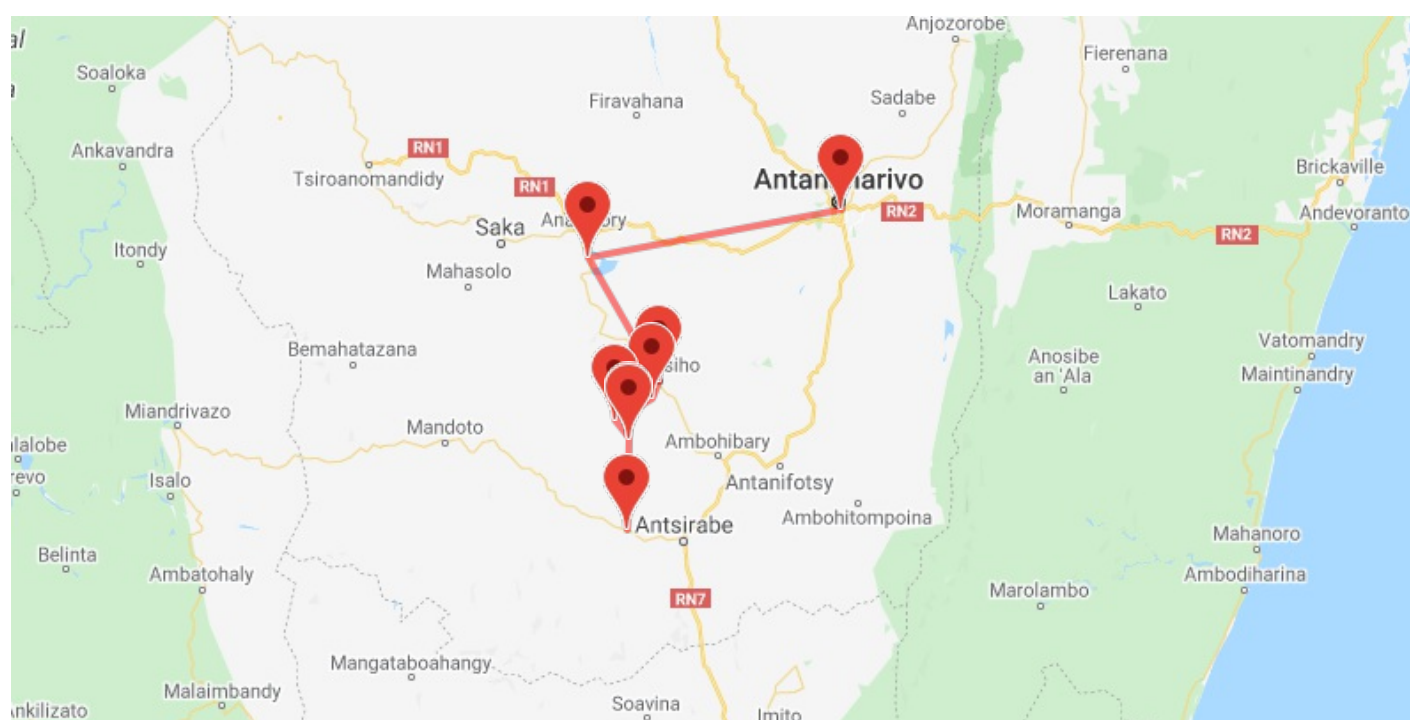 al
Soaloka
Firavahana
Anjozorobe
Fierenana
Sadabe
Ankavandra
RN1
Tsiroanomandidy
RN1
Brickaville
Saka
RN2
Moramanga
Andevoranto
RN2
Itondy
Mahasolo
Lakato
Bemahatazana
Anosibe
an 'Ala
Vatomandry
Maintinandry
Miandrivazo
Mandoto
Ambohibary
Antanifotsy
Isalo
Ambohitompoina
Antsirabe
Mahanoro
Belinta
Ambatohaly
RN7
Marolambo
Ambodiharina
Mangataboahangy
Malaimbandy
Soavina
Imito